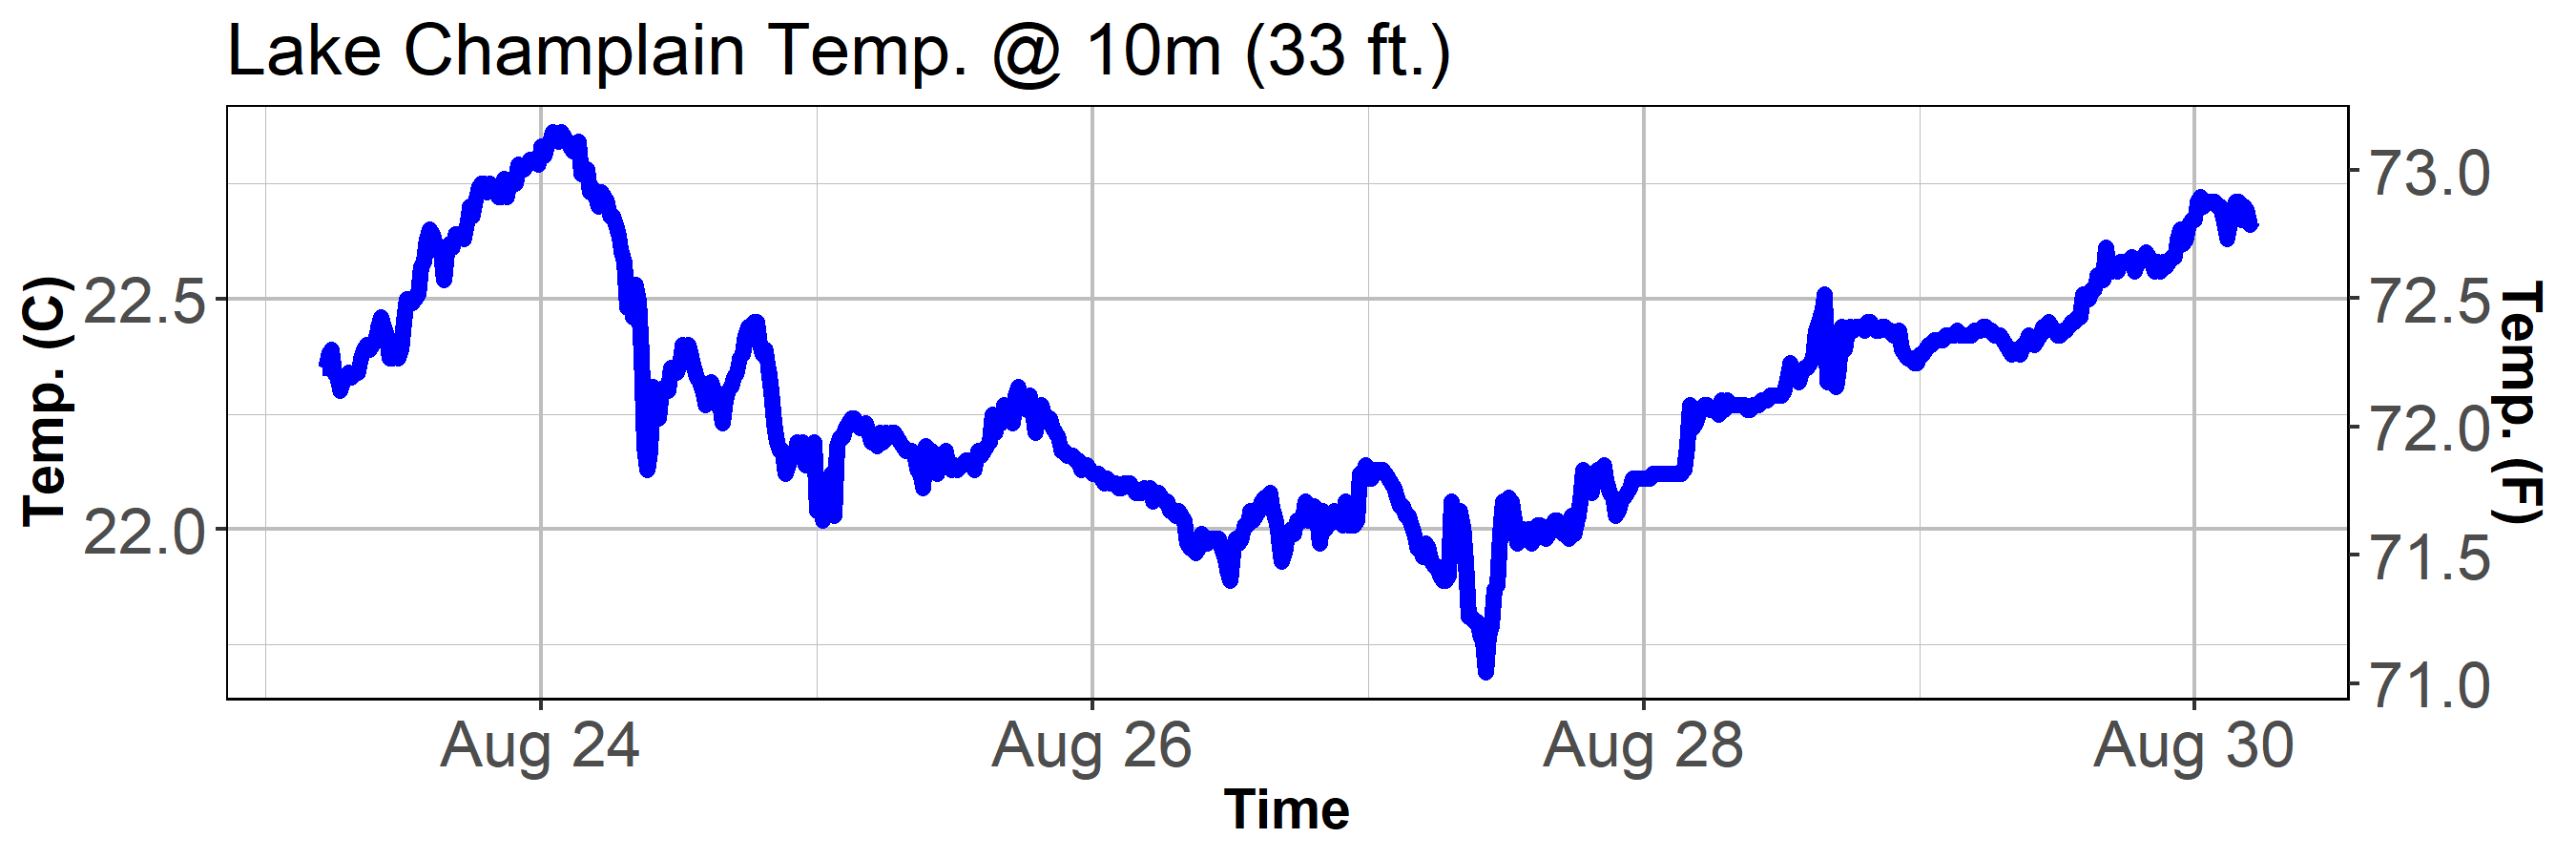 Lake Champlain Temp. @ 10m (33 ft.)
Temp. (C)
22.5
22.0
73.0
72.5
72.0
71.5
71.0
Temp. (F)
Aug 24 Aug 26 Aug 28 Aug 30
Time